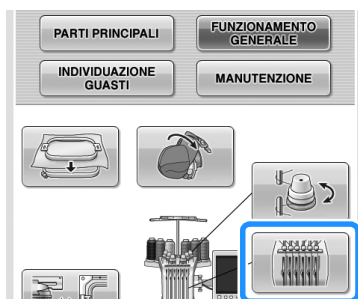 PARTI PRINCIPALI
FUNZIONAMENTO
GENERALE
INDIVIDUAZIONE
GUASTI
MANUTENZIONE